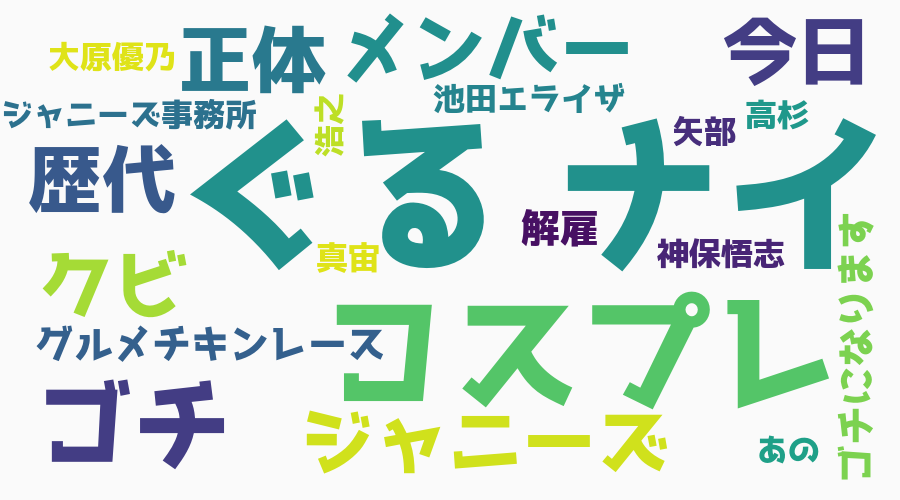 大原優乃
正体
メンバー
今日
ジャニーズ事務所
浩之
池田エライザ
矢部
高杉
歴代
ぐる
ナイ
解雇
神保悟志
真宙
クビ
コスプレ
グルメチキンレース
ゴチになります
ゴチ
ジャニーズ
あの